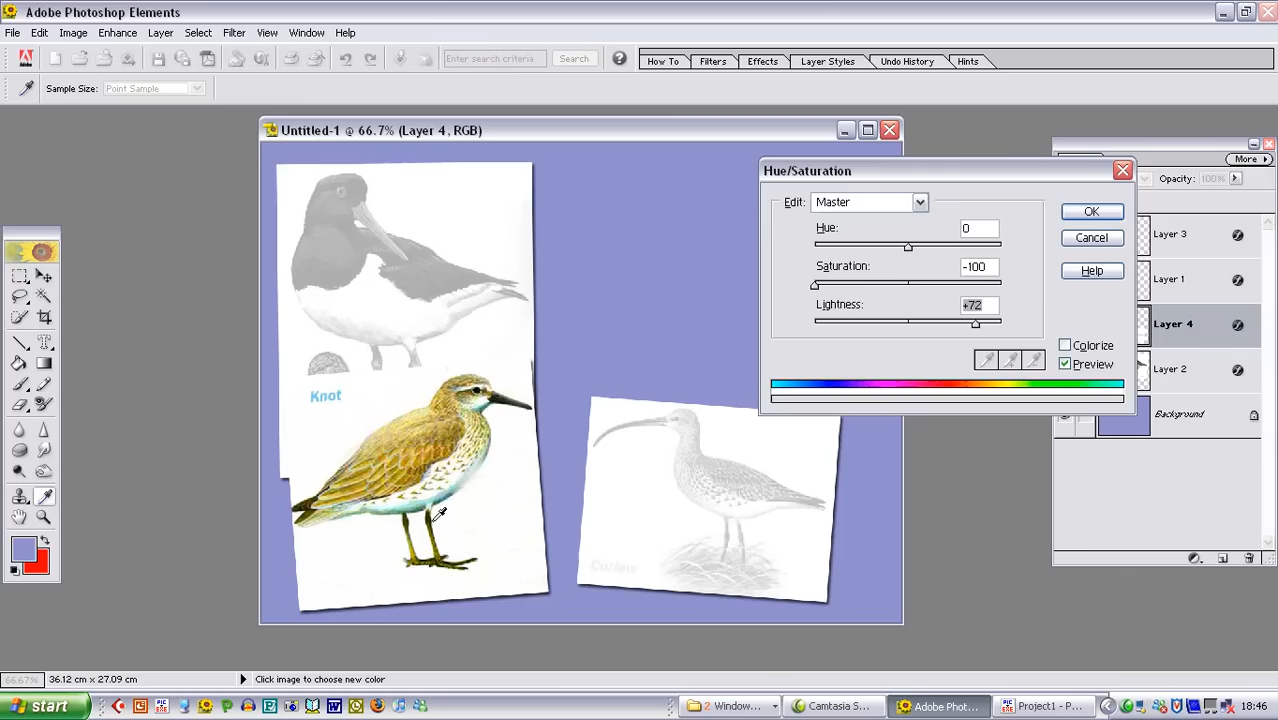 Adobe Photoshop Elements
File Edit Image Enhance Layer Select Filter View Window Help
Enter search criteria Search ? How To Filters Effects Layer Styles Undo History Hints
Sample Size: Point Sample
Untitled-1 @ 66.7% (Layer 4, RGB)
Knot
Curlew
Hue/Saturation
Edit: Master
Hue: 0
Saturation: -100
Lightness: +72
OK
Cancel
Help
Colorize
Preview
More
Opacity: 100%
Layer 3
Layer 1
Layer 4
Layer 2
Background
66.67% 36.12 cm x 27.09 cm Click image to choose new color
start 2 Window... Camtasia S... Adobe Phot... Project1 - P... 18:46